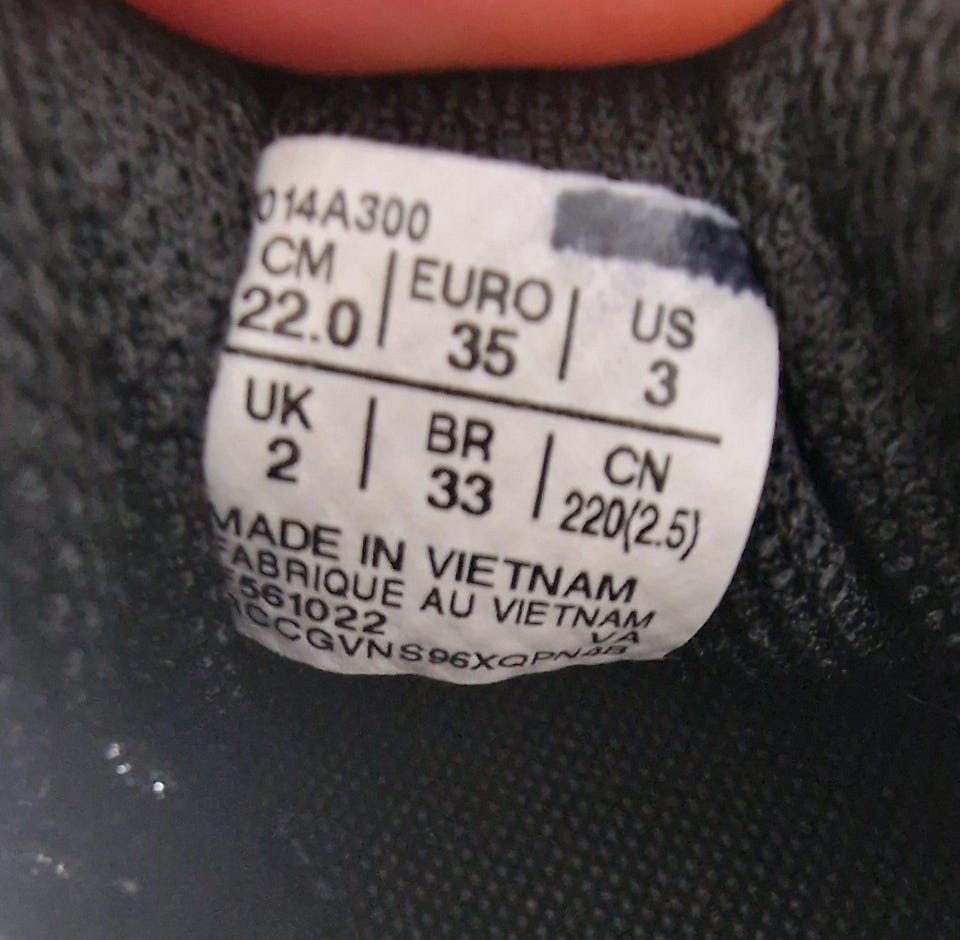 014A300
CM | EURO | US
22.0 | 35 | 3
UK | BR | CN
2 | 33 | 220(2.5)
MADE IN VIETNAM
FABRIQUE AU VIETNAM
561022 VA
CCGVNS96XQPN4B